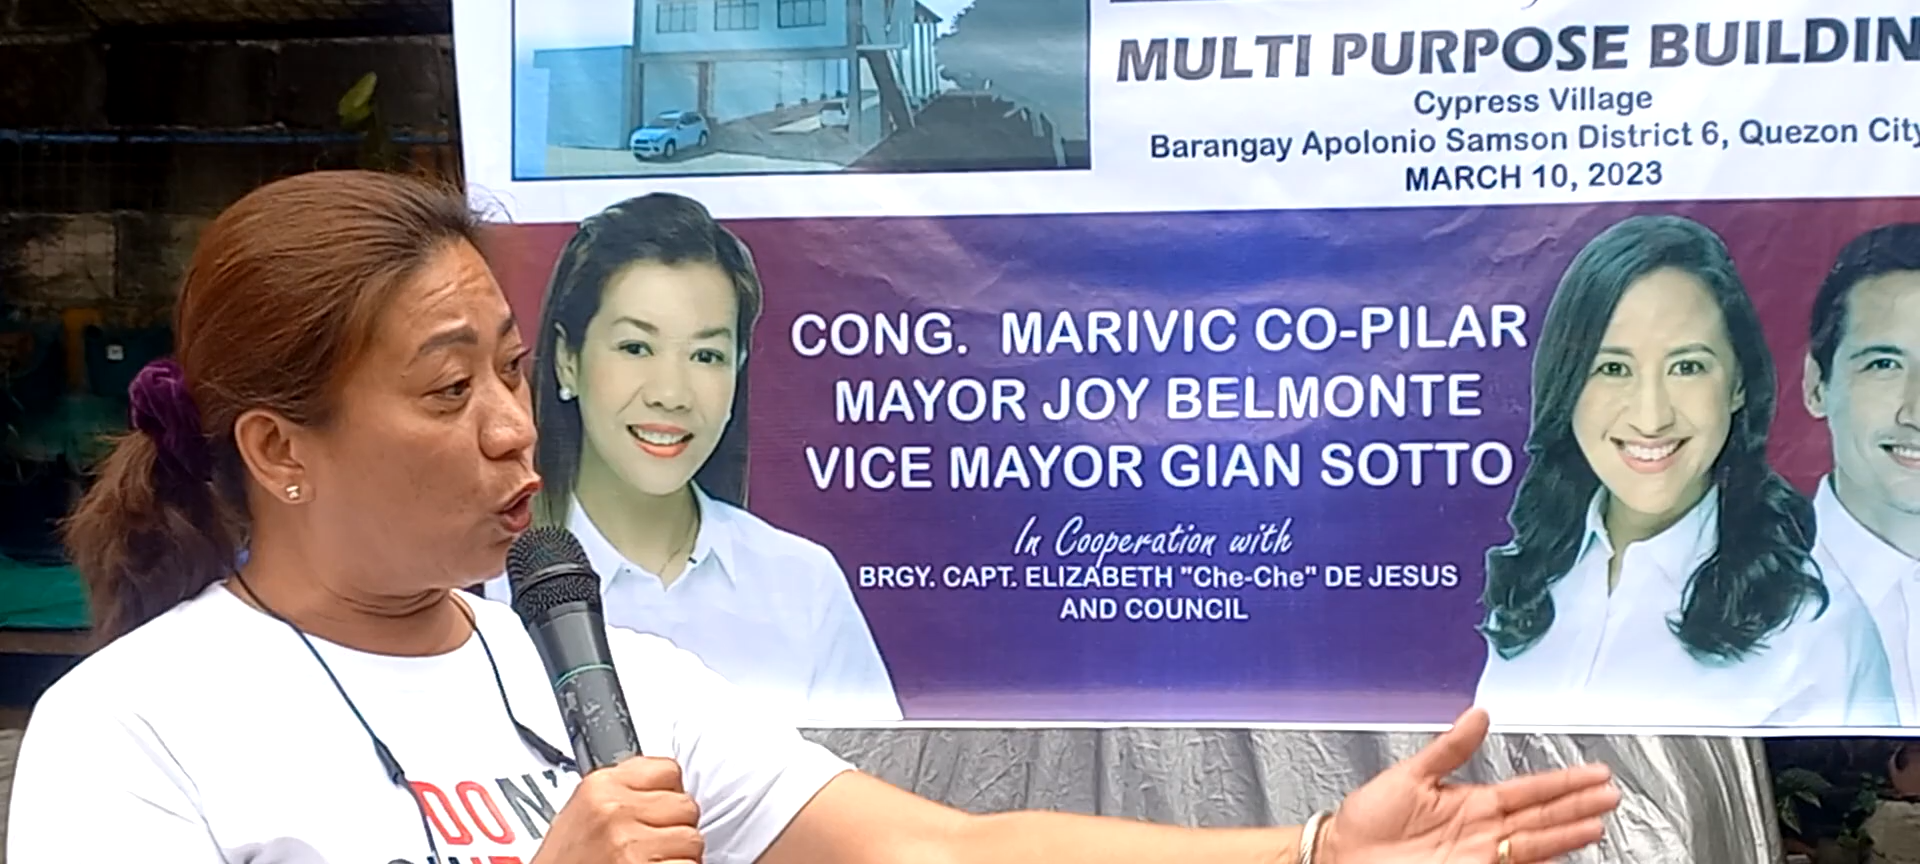 MULTI PURPOSE BUILDIN
Cypress Village
Barangay Apolonio Samson District 6, Quezon City
MARCH 10, 2023
CONG. MARIVIC CO-PILAR
MAYOR JOY BELMONTE
VICE MAYOR GIAN SOTTO
In Cooperation with
BRGY. CAPT. ELIZABETH "Che-Che" DE JESUS
AND COUNCIL
DON'